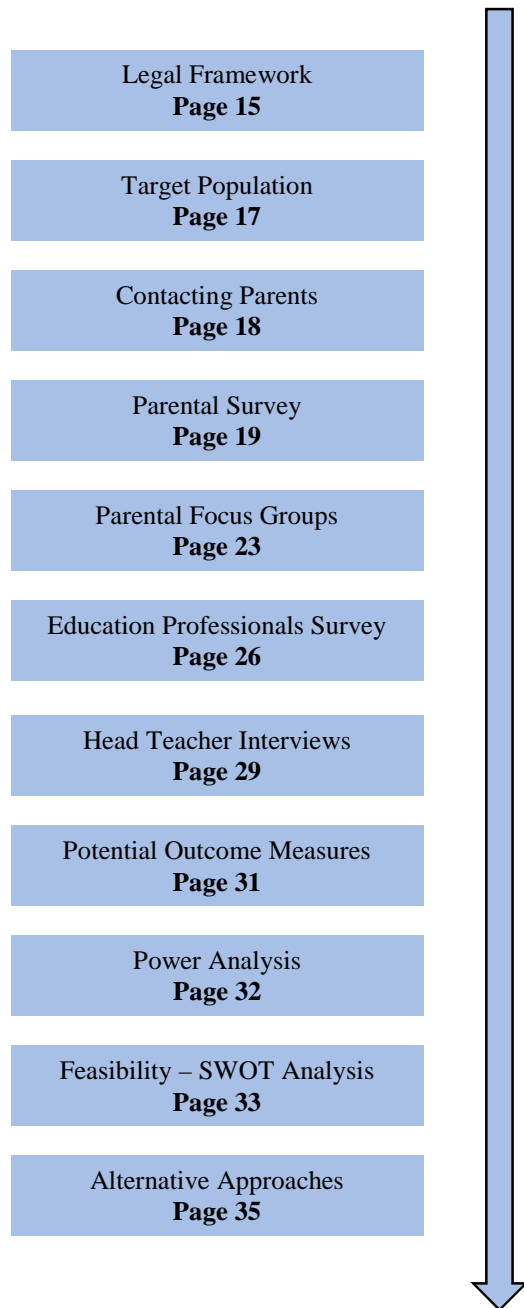 Legal Framework
Page 15
Target Population
Page 17
Contacting Parents
Page 18
Parental Survey
Page 19
Parental Focus Groups
Page 23
Education Professionals Survey
Page 26
Head Teacher Interviews
Page 29
Potential Outcome Measures
Page 31
Power Analysis
Page 32
Feasibility – SWOT Analysis
Page 33
Alternative Approaches
Page 35